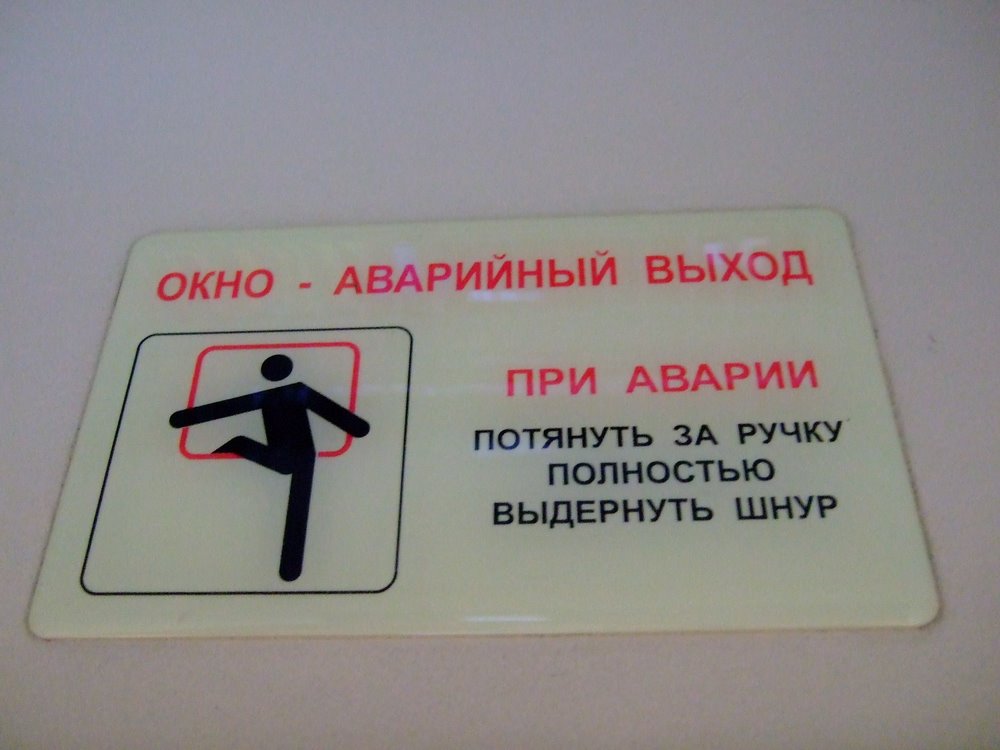 ОКНО - АВАРИЙНЫЙ ВЫХОД
ПРИ АВАРИИ
ПОТЯНУТЬ ЗА РУЧКУ
ПОЛНОСТЬЮ
ВЫДЕРНУТЬ ШНУР